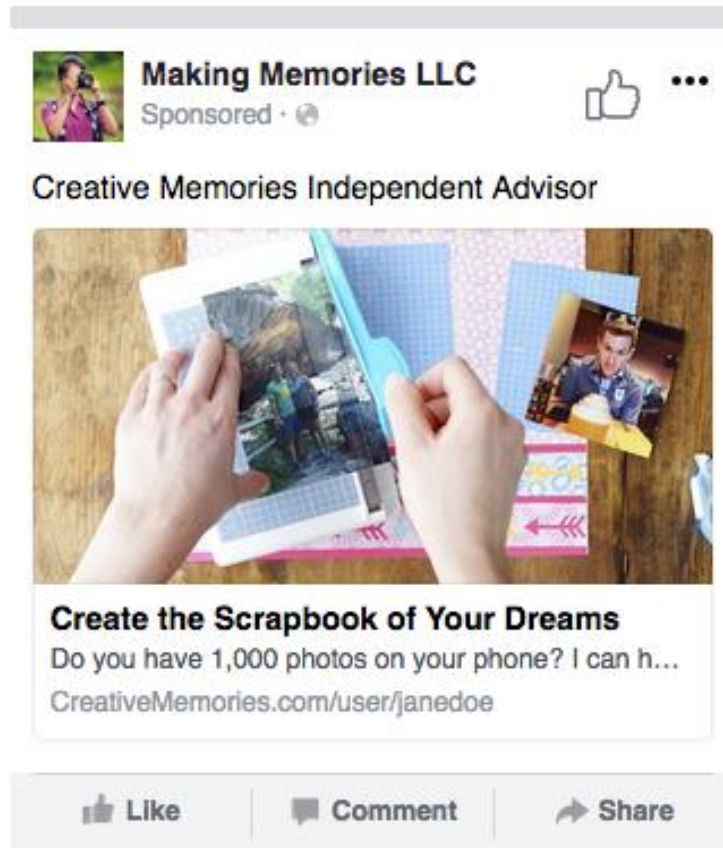 Making Memories LLC
Sponsored ·
Creative Memories Independent Advisor
Create the Scrapbook of Your Dreams
Do you have 1,000 photos on your phone? I can h...
CreativeMemories.com/user/janedoe
Like Comment Share